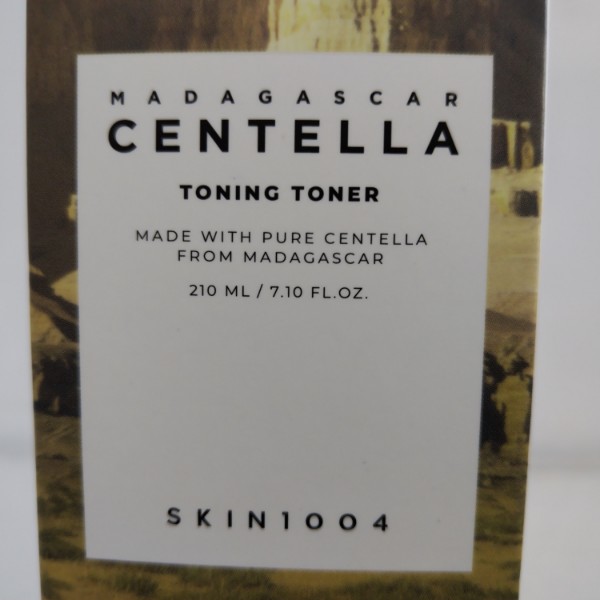 MADAGASCAR
CENTELLA
TONING TONER
MADE WITH PURE CENTELLA
FROM MADAGASCAR
210 ML / 7.10 FL.OZ.
SKIN1004